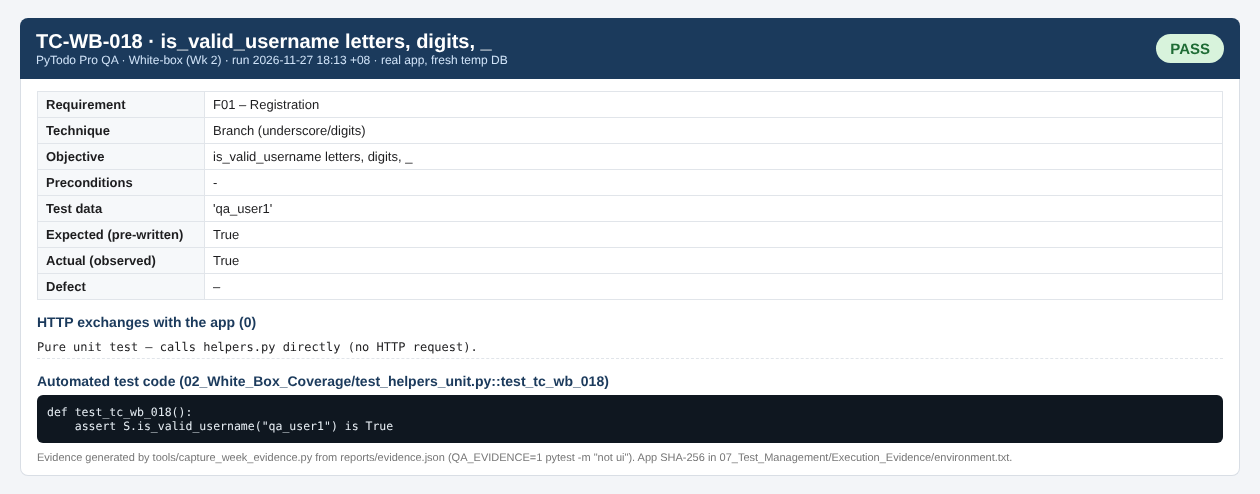 TC-WB-018 · is_valid_username letters, digits, _
PyTodo Pro QA · White-box (Wk 2) · run 2026-11-27 18:13 +08 · real app, fresh temp DB
PASS
Requirement F01 – Registration
Technique Branch (underscore/digits)
Objective is_valid_username letters, digits, _
Preconditions -
Test data 'qa_user1'
Expected (pre-written) True
Actual (observed) True
Defect –
HTTP exchanges with the app (0)
Pure unit test — calls helpers.py directly (no HTTP request).
Automated test code (02_White_Box_Coverage/test_helpers_unit.py::test_tc_wb_018)
def test_tc_wb_018():
    assert S.is_valid_username("qa_user1") is True
Evidence generated by tools/capture_week_evidence.py from reports/evidence.json (QA_EVIDENCE=1 pytest -m "not ui"). App SHA-256 in 07_Test_Management/Execution_Evidence/environment.txt.